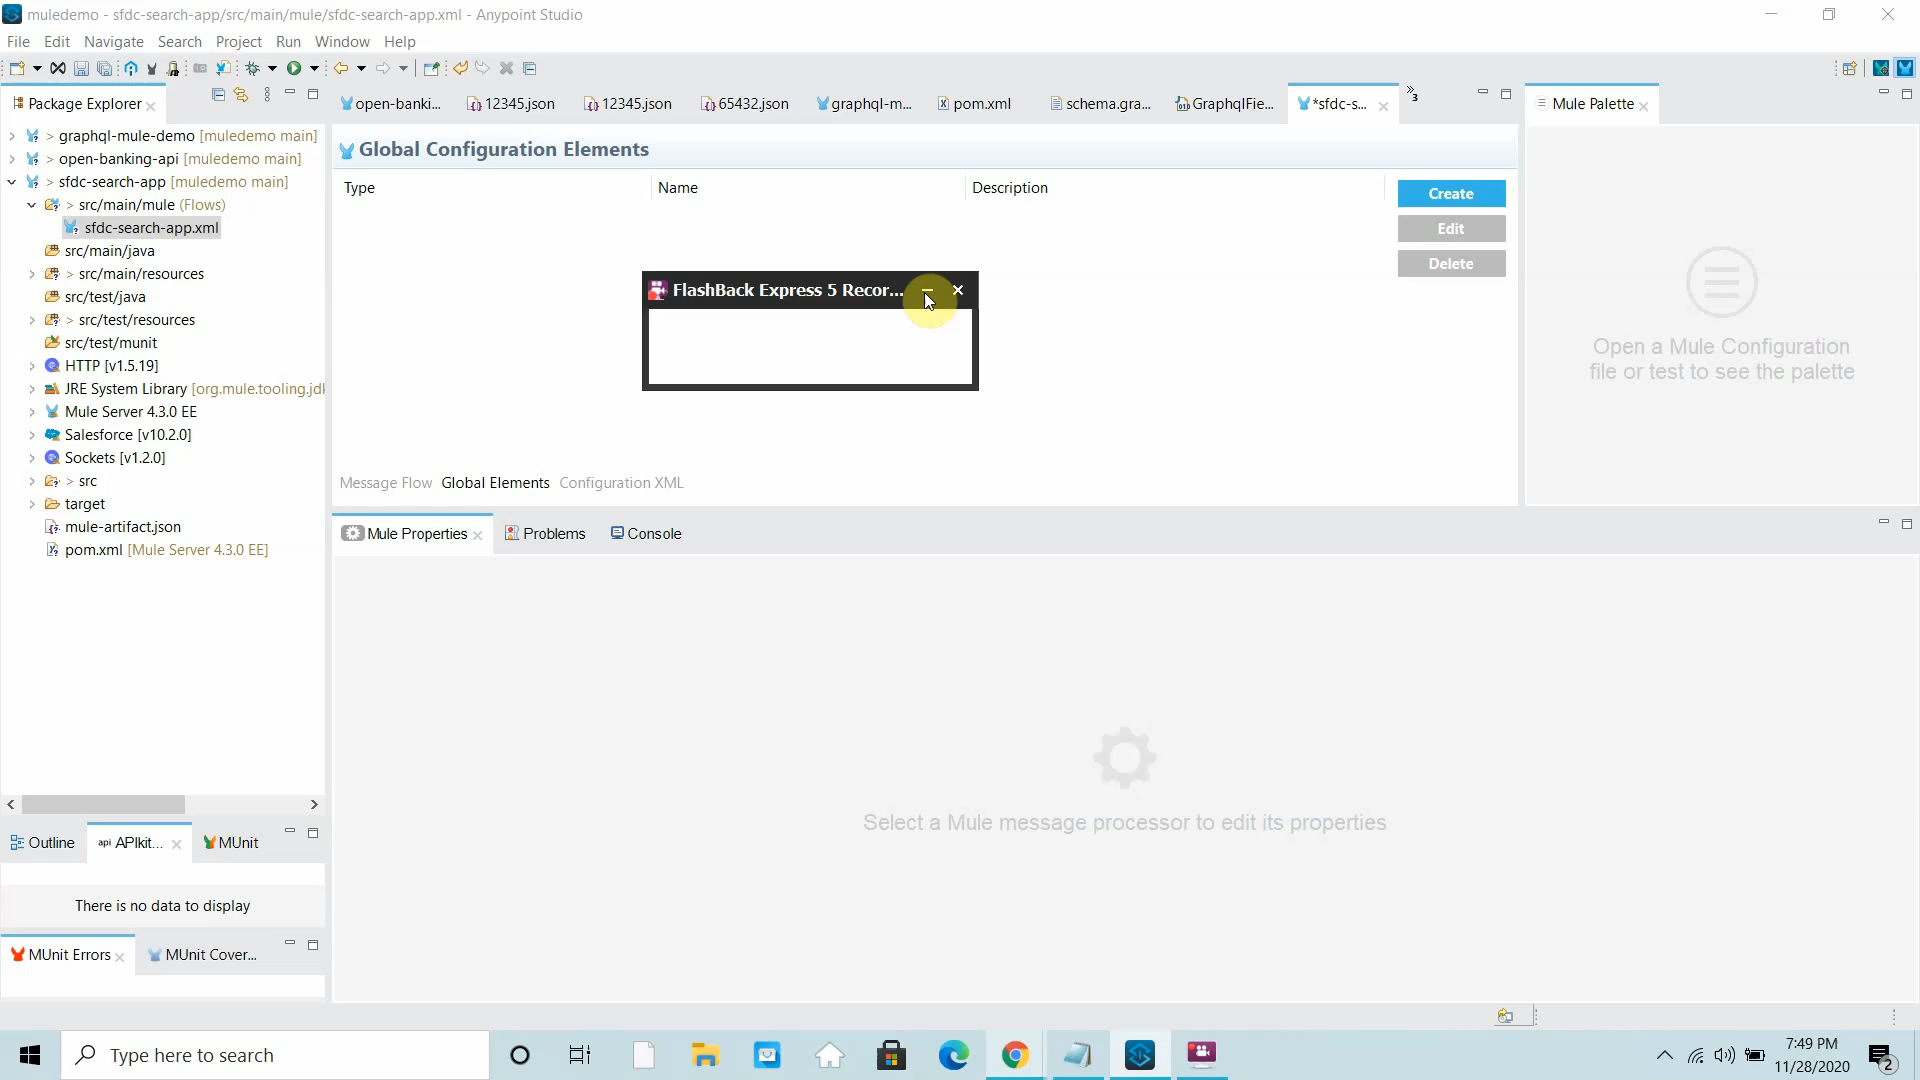 muledemo - sfdc-search-app/src/main/mule/sfdc-search-app.xml - Anypoint Studio
File Edit Navigate Search Project Run Window Help
Package Explorer
open-banki... 12345.json 12345.json 65432.json graphql-m... pom.xml schema.gra... GraphqlFie... *sfdc-s... »3
Mule Palette
> graphql-mule-demo [muledemo main]
> open-banking-api [muledemo main]
> sfdc-search-app [muledemo main]
> src/main/mule (Flows)
sfdc-search-app.xml
src/main/java
> src/main/resources
src/test/java
> src/test/resources
src/test/munit
HTTP [v1.5.19]
JRE System Library [org.mule.tooling.jdk
Mule Server 4.3.0 EE
Salesforce [v10.2.0]
Sockets [v1.2.0]
> src
target
mule-artifact.json
pom.xml [Mule Server 4.3.0 EE]
Global Configuration Elements
Type Name Description
Create
Edit
Delete
FlashBack Express 5 Recor...
Open a Mule Configuration
file or test to see the palette
Message Flow Global Elements Configuration XML
Mule Properties Problems Console
Select a Mule message processor to edit its properties
Outline api APIkit... MUnit
There is no data to display
MUnit Errors MUnit Cover...
Type here to search
7:49 PM
11/28/2020
2